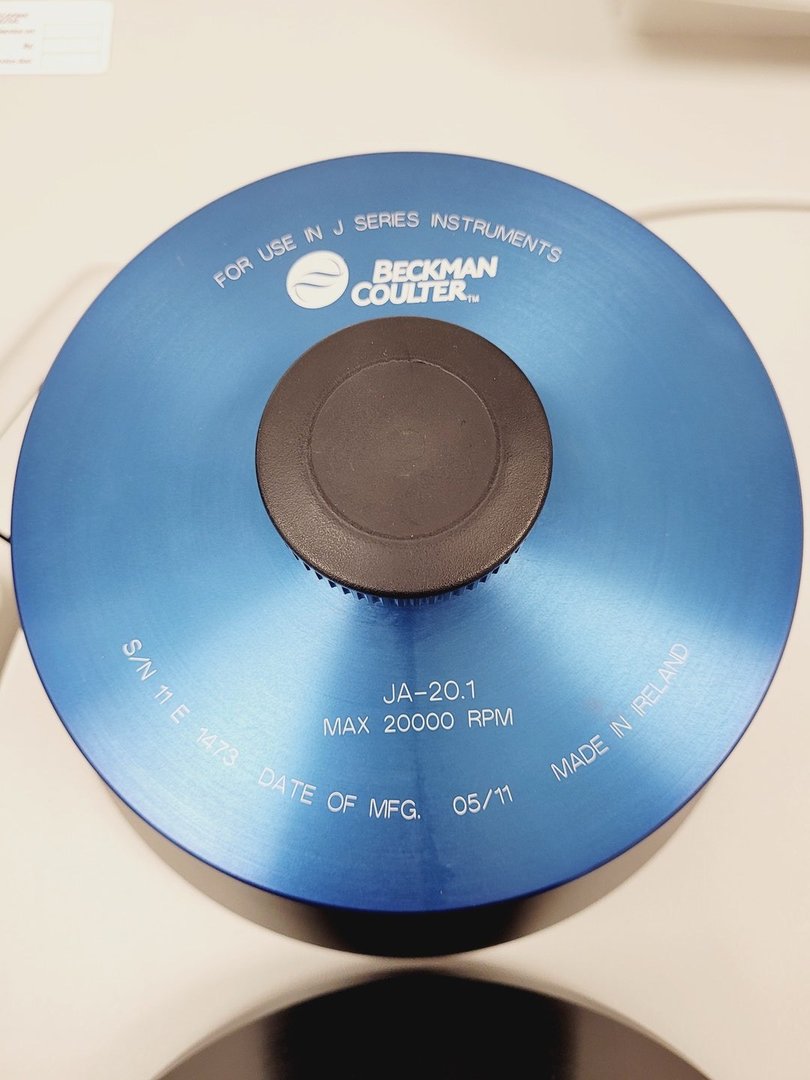 FOR USE IN J SERIES INSTRUMENTS
BECKMAN
COULTER™
JA-20.1
MAX 20000 RPM
S/N 11 E 1473 DATE OF MFG. 05/11 MADE IN IRELAND